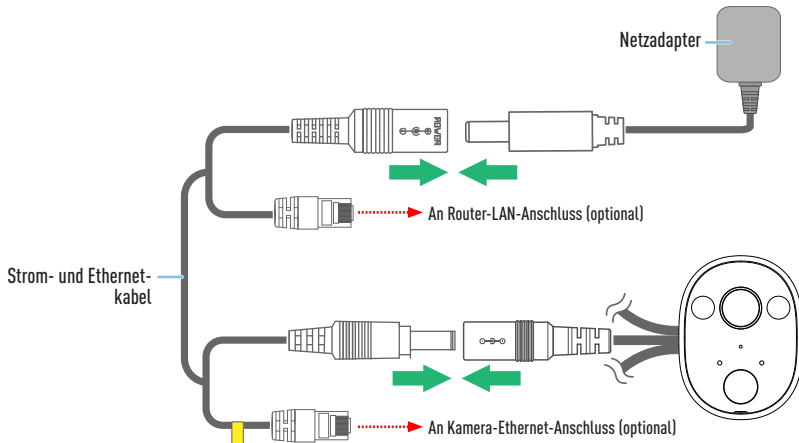 Netzadapter
POWER
An Router-LAN-Anschluss (optional)
Strom- und Ethernet-
kabel
An Kamera-Ethernet-Anschluss (optional)